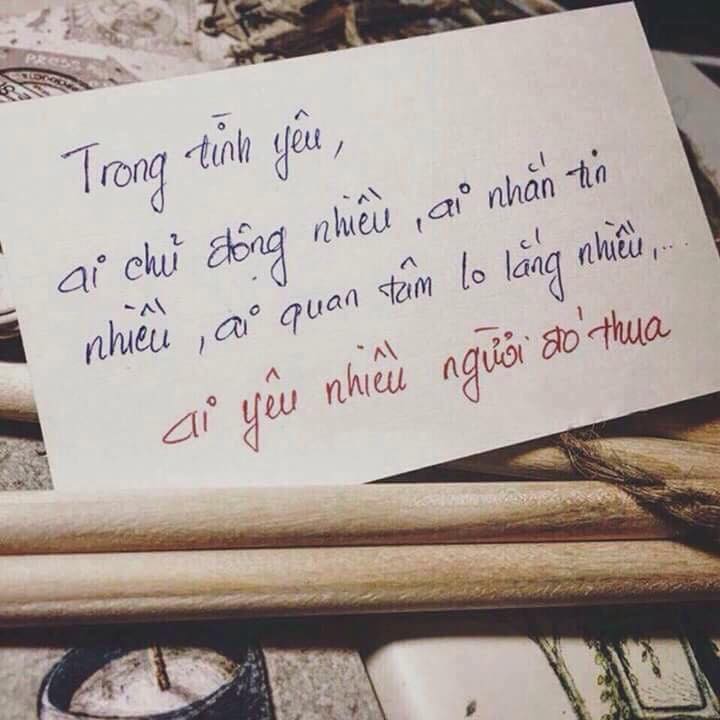 PRESS
Trong tình yêu,
ai chủ động nhiều, ai nhắn tin
nhiều, ai quan tâm lo lắng nhiều,...
ai yêu nhiều người đó thua